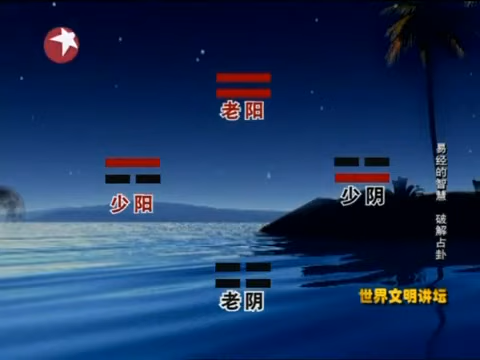 老阳
少阳
少阴
老阴
易经的智慧 破解占卦
世界文明讲坛